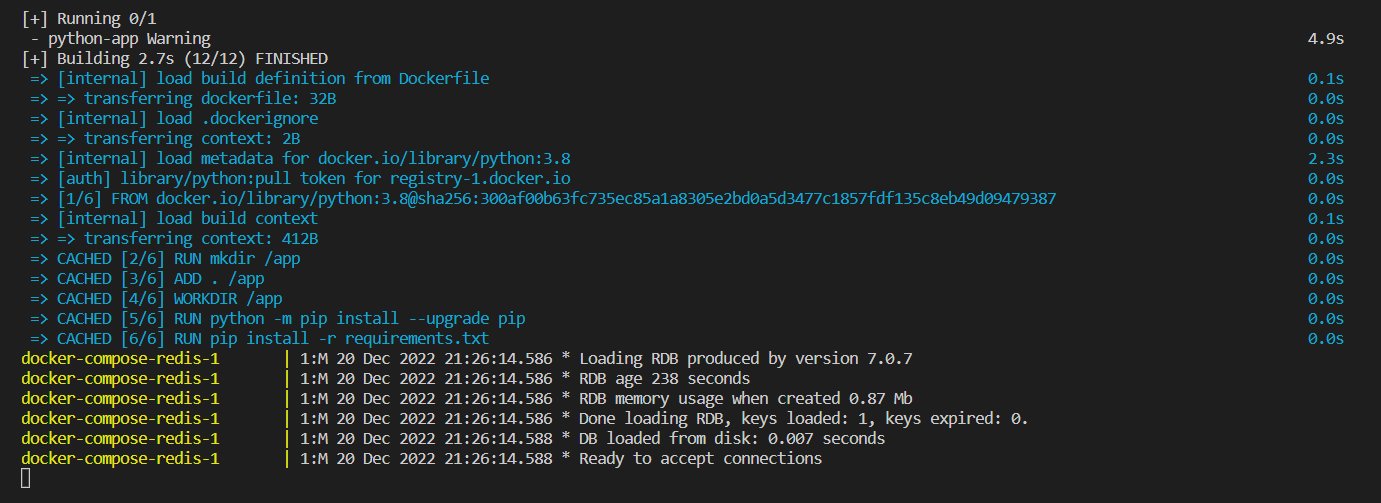 [+] Running 0/1
 - python-app Warning 4.9s
[+] Building 2.7s (12/12) FINISHED
 => [internal] load build definition from Dockerfile 0.1s
 => => transferring dockerfile: 32B 0.0s
 => [internal] load .dockerignore 0.0s
 => => transferring context: 2B 0.0s
 => [internal] load metadata for docker.io/library/python:3.8 2.3s
 => [auth] library/python:pull token for registry-1.docker.io 0.0s
 => [1/6] FROM docker.io/library/python:3.8@sha256:300af00b63fc735ec85a1a8305e2bd0a5d3477c1857fdf135c8eb49d09479387 0.0s
 => [internal] load build context 0.1s
 => => transferring context: 412B 0.0s
 => CACHED [2/6] RUN mkdir /app 0.0s
 => CACHED [3/6] ADD . /app 0.0s
 => CACHED [4/6] WORKDIR /app 0.0s
 => CACHED [5/6] RUN python -m pip install --upgrade pip 0.0s
 => CACHED [6/6] RUN pip install -r requirements.txt 0.0s
docker-compose-redis-1 | 1:M 20 Dec 2022 21:26:14.586 * Loading RDB produced by version 7.0.7
docker-compose-redis-1 | 1:M 20 Dec 2022 21:26:14.586 * RDB age 238 seconds
docker-compose-redis-1 | 1:M 20 Dec 2022 21:26:14.586 * RDB memory usage when created 0.87 Mb
docker-compose-redis-1 | 1:M 20 Dec 2022 21:26:14.586 * Done loading RDB, keys loaded: 1, keys expired: 0.
docker-compose-redis-1 | 1:M 20 Dec 2022 21:26:14.588 * DB loaded from disk: 0.007 seconds
docker-compose-redis-1 | 1:M 20 Dec 2022 21:26:14.588 * Ready to accept connections